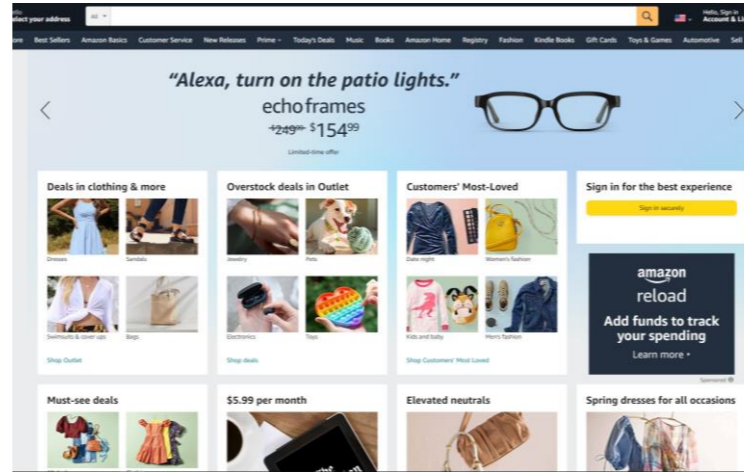 Hello
elect your address
All
Hello, Sign in
Account & Li
ore Best Sellers Amazon Basics Customer Service New Releases Prime Today's Deals Music Books Amazon Home Registry Fashion Kindle Books Gift Cards Toys & Games Automotive Sell
“Alexa, turn on the patio lights.”
echo frames
$249⁹⁹ $154⁹⁹
Limited-time offer
Deals in clothing & more
Dresses Sandals
Swimsuits & cover ups Bags
Shop Outlet
Overstock deals in Outlet
Jewelry Pets
Electronics Toys
Shop deals
Customers' Most-Loved
Date night Women's fashion
Kids and baby Men's fashion
Shop Customers' Most Loved
Sign in for the best experience
Sign in securely
amazon
reload
Add funds to track
your spending
Learn more
Sponsored
Must-see deals
$5.99 per month
The
Elevated neutrals
Spring dresses for all occasions